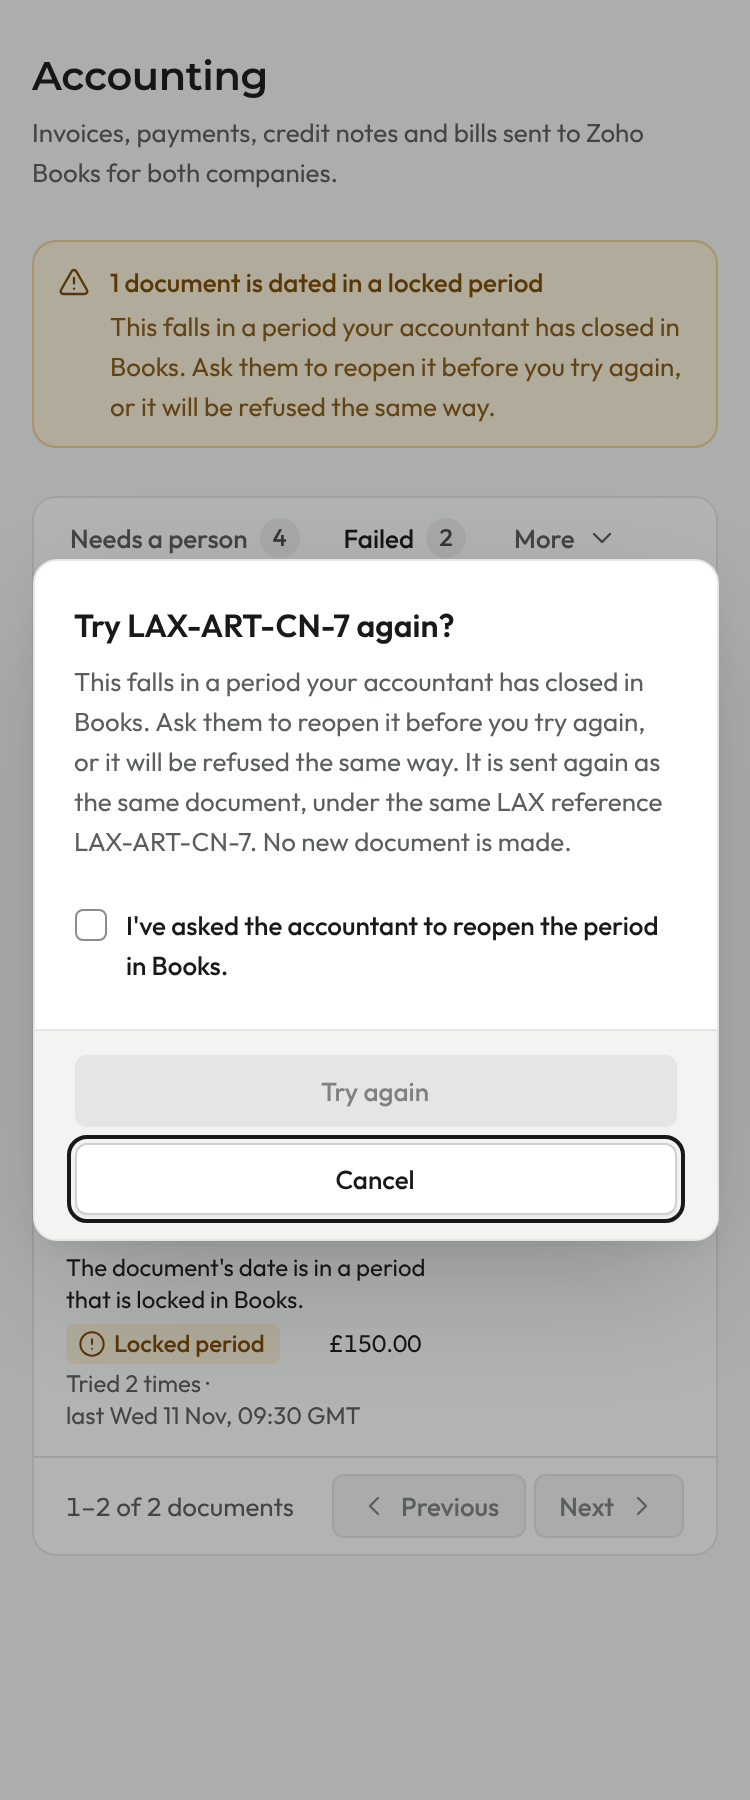 Accounting
Invoices, payments, credit notes and bills sent to Zoho
Books for both companies.
1 document is dated in a locked period
This falls in a period your accountant has closed in
Books. Ask them to reopen it before you try again,
or it will be refused the same way.
Needs a person 4 Failed 2 More
Try LAX-ART-CN-7 again?
This falls in a period your accountant has closed in
Books. Ask them to reopen it before you try again,
or it will be refused the same way. It is sent again as
the same document, under the same LAX reference
LAX-ART-CN-7. No new document is made.
I've asked the accountant to reopen the period
in Books.
Try again
Cancel
The document's date is in a period
that is locked in Books.
Locked period £150.00
Tried 2 times ·
last Wed 11 Nov, 09:30 GMT
1–2 of 2 documents Previous Next